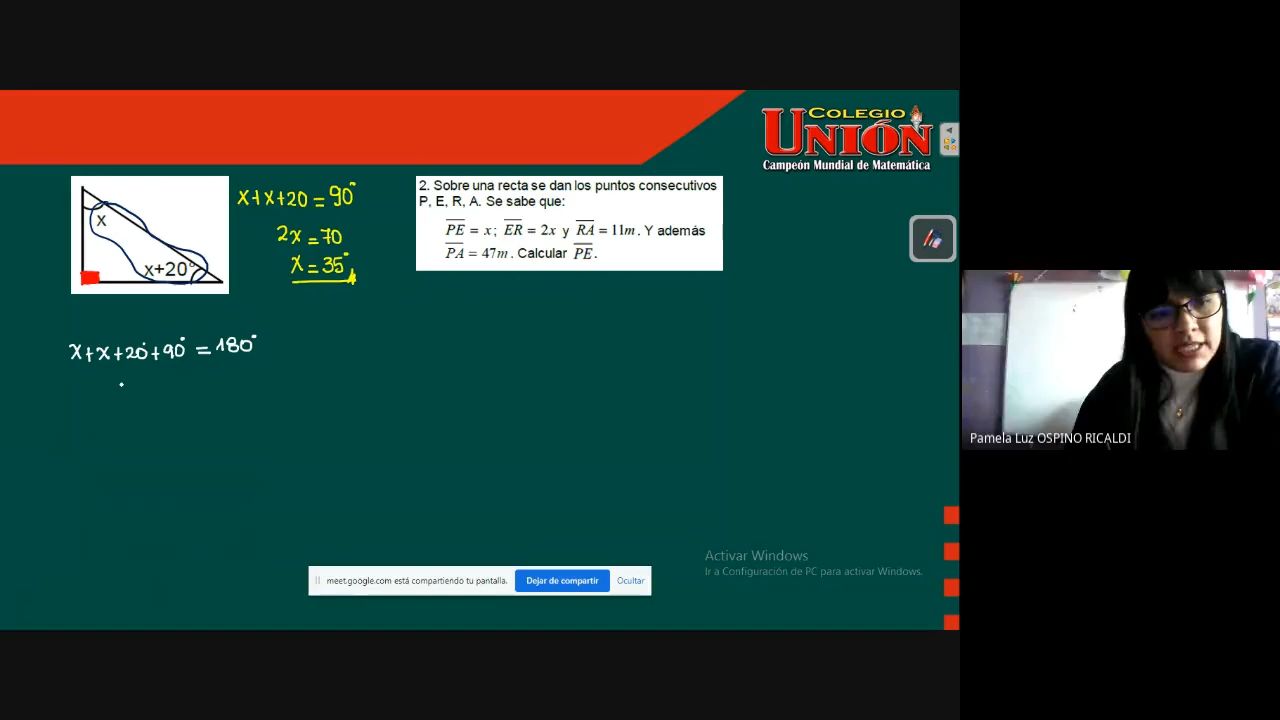 COLEGIO
UNIÓN
Campeón Mundial de Matemática
x
x+20°
x+x+20=90°
2x=70
x=35°
2. Sobre una recta se dan los puntos consecutivos
P, E, R, A. Se sabe que:
PE = x; ER = 2x y RA = 11m. Y además
PA = 47m. Calcular PE.
x+x+20°+90°=180°
Pamela Luz OSPINO RICALDI
Activar Windows
Ir a Configuración de PC para activar Windows.
meet.google.com está compartiendo tu pantalla.
Dejar de compartir
Ocultar